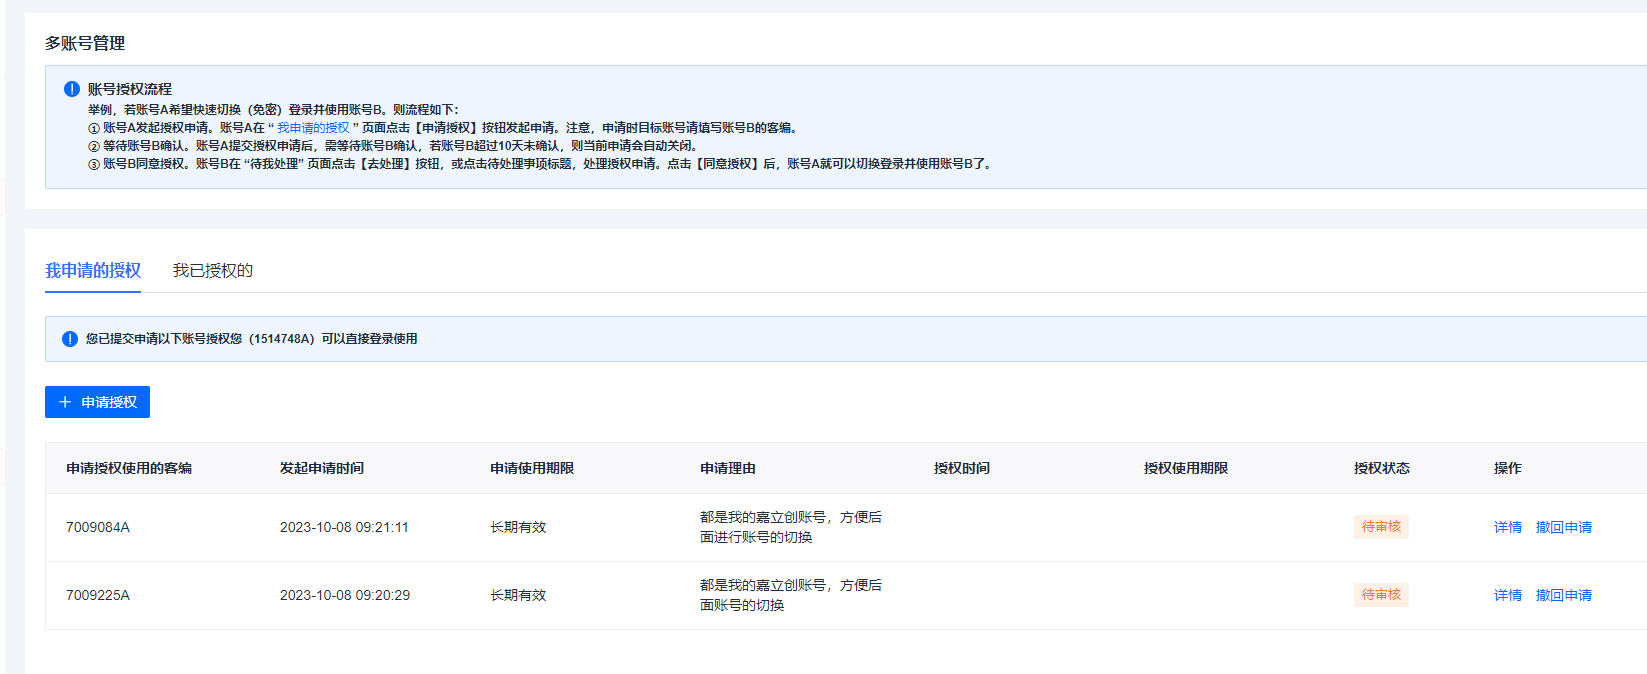 多账号管理
账号授权流程
举例，若账号A希望快速切换（免密）登录并使用账号B。则流程如下：
① 账号A发起授权申请。账号A在 “ 我申请的授权 ” 页面点击【申请授权】按钮发起申请。注意，申请时目标账号请填写账号B的客编。
② 等待账号B确认。账号A提交授权申请后，需等待账号B确认，若账号B超过10天未确认，则当前申请会自动关闭。
③ 账号B同意授权。账号B在 “待我处理” 页面点击【去处理】按钮，或点击待处理事项标题，处理授权申请。点击【同意授权】后，账号A就可以切换登录并使用账号B了。
我申请的授权 我已授权的
您已提交申请以下账号授权您（1514748A）可以直接登录使用
申请授权
申请授权使用的客编 发起申请时间 申请使用期限 申请理由 授权时间 授权使用期限 授权状态 操作
7009084A 2023-10-08 09:21:11 长期有效 都是我的嘉立创账号，方便后 待审核 详情 撤回申请
面进行账号的切换
7009225A 2023-10-08 09:20:29 长期有效 都是我的嘉立创账号，方便后 待审核 详情 撤回申请
面账号的切换